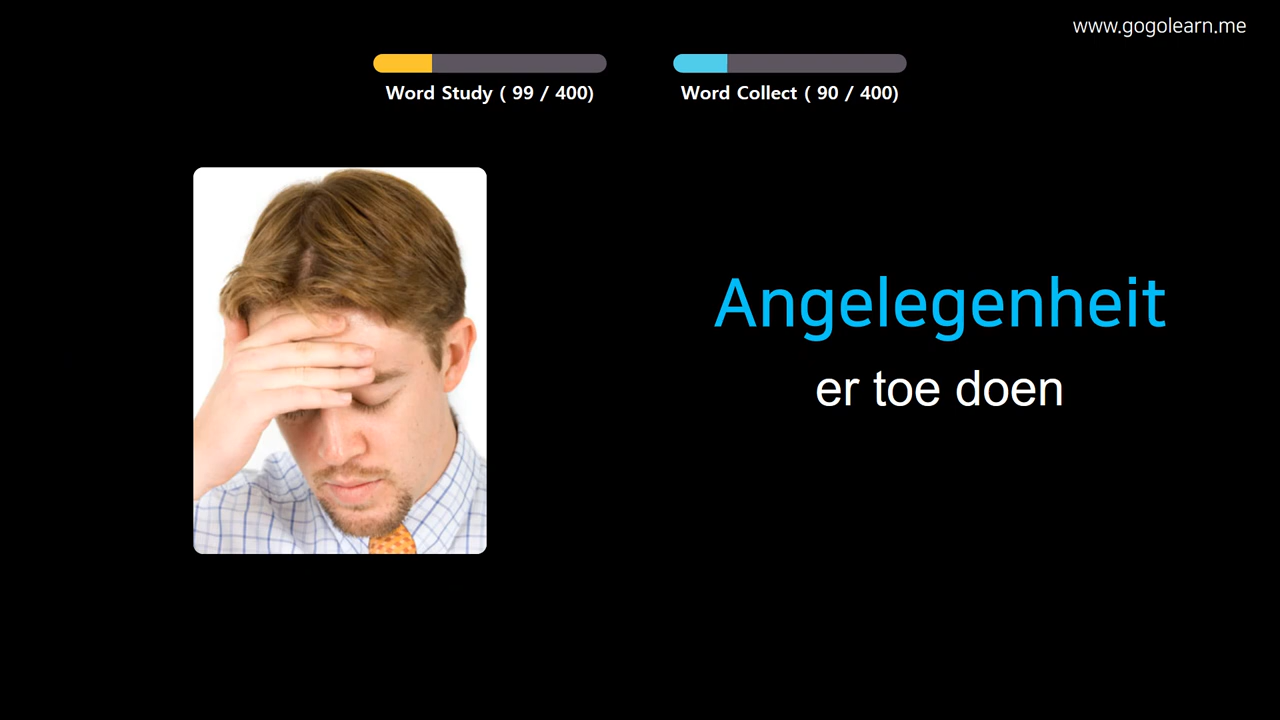 www.gogolearn.me
Word Study ( 99 / 400)
Word Collect ( 90 / 400)
Angelegenheit
er toe doen